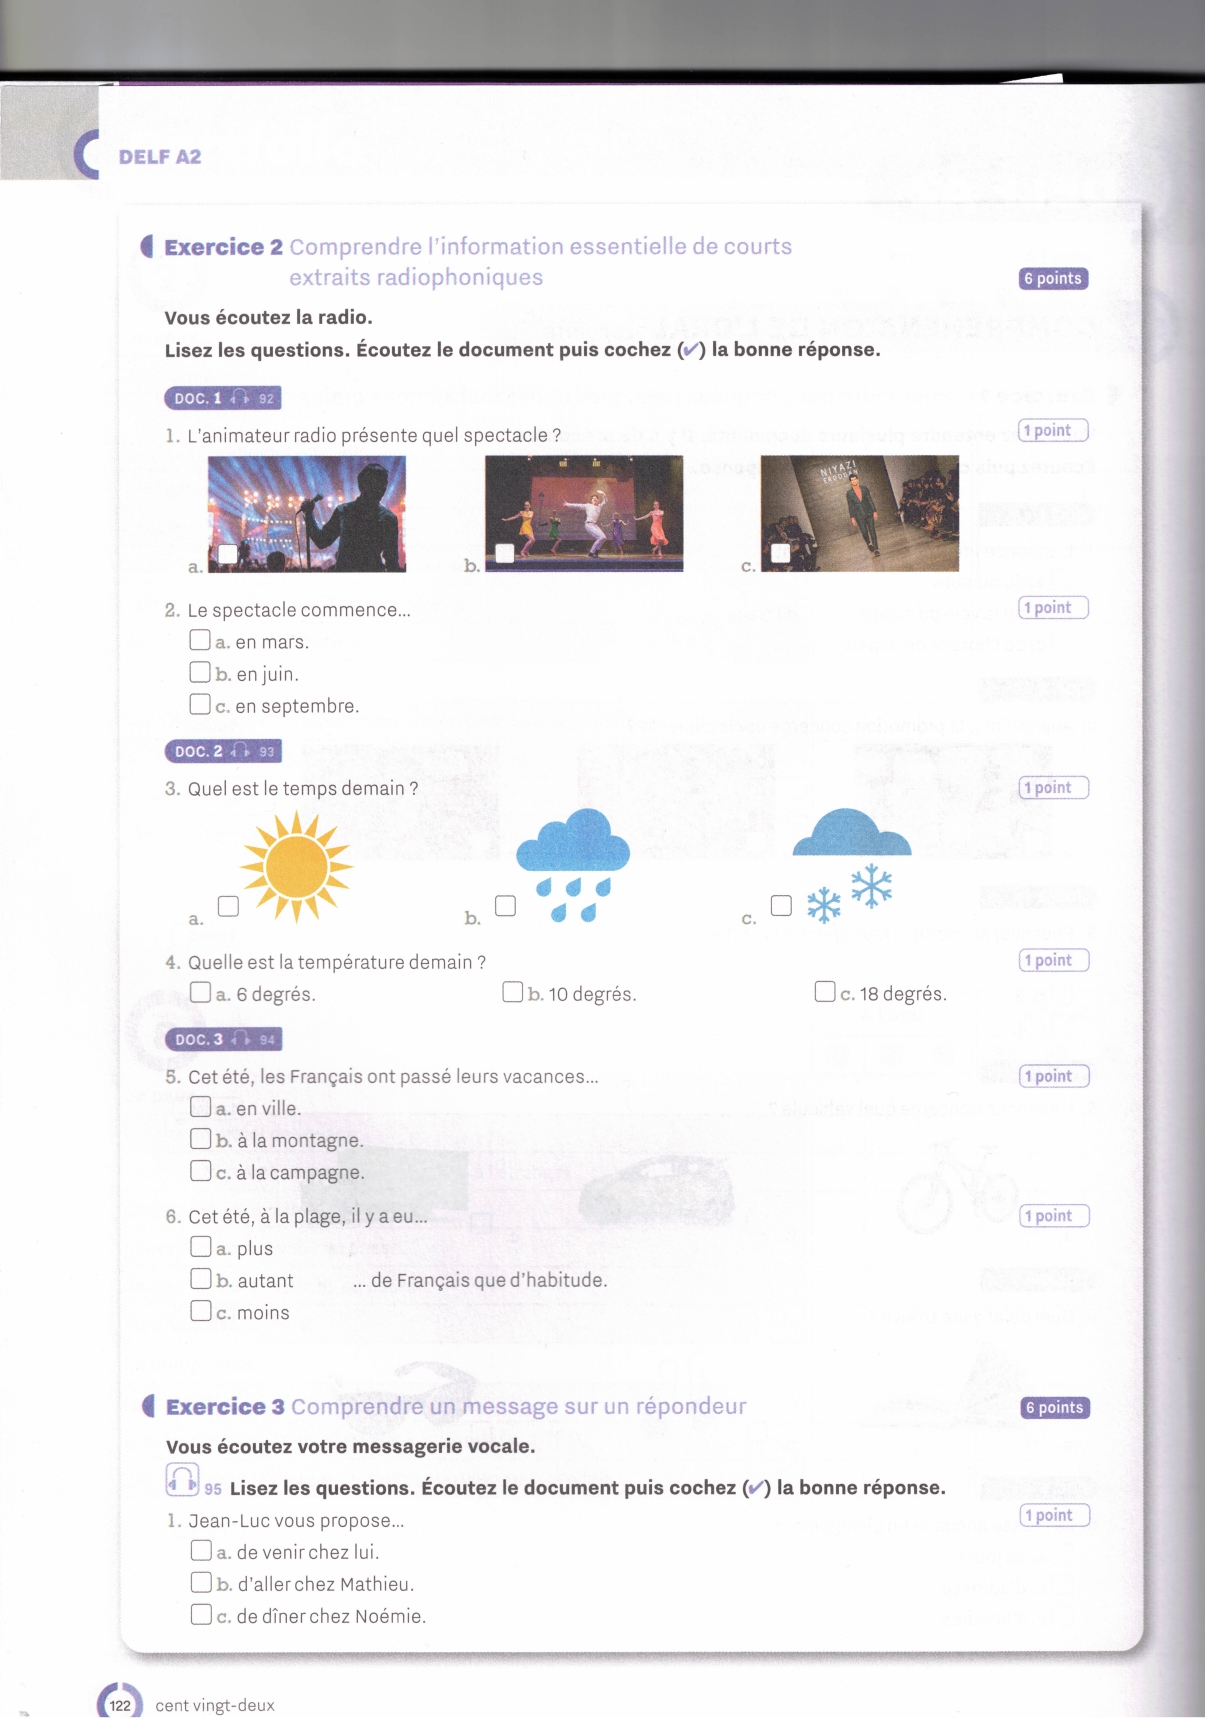 DELF A2
Exercice 2 Comprendre l'information essentielle de courts
extraits radiophoniques
6 points
Vous écoutez la radio.
Lisez les questions. Écoutez le document puis cochez (✔) la bonne réponse.
DOC. 1 92
1. L'animateur radio présente quel spectacle ?
1 point
NIYAZI
ERDOĞAN
a.
b.
c.
2. Le spectacle commence...
1 point
a. en mars.
b. en juin.
c. en septembre.
DOC. 2 93
3. Quel est le temps demain ?
1 point
a.
b.
c.
4. Quelle est la température demain ?
1 point
a. 6 degrés. b. 10 degrés. c. 18 degrés.
DOC. 3 94
5. Cet été, les Français ont passé leurs vacances...
1 point
a. en ville.
b. à la montagne.
c. à la campagne.
6. Cet été, à la plage, il y a eu...
1 point
a. plus
b. autant ... de Français que d'habitude.
c. moins
Exercice 3 Comprendre un message sur un répondeur
6 points
Vous écoutez votre messagerie vocale.
95 Lisez les questions. Écoutez le document puis cochez (✔) la bonne réponse.
1. Jean-Luc vous propose...
1 point
a. de venir chez lui.
b. d'aller chez Mathieu.
c. de dîner chez Noémie.
122 cent vingt-deux